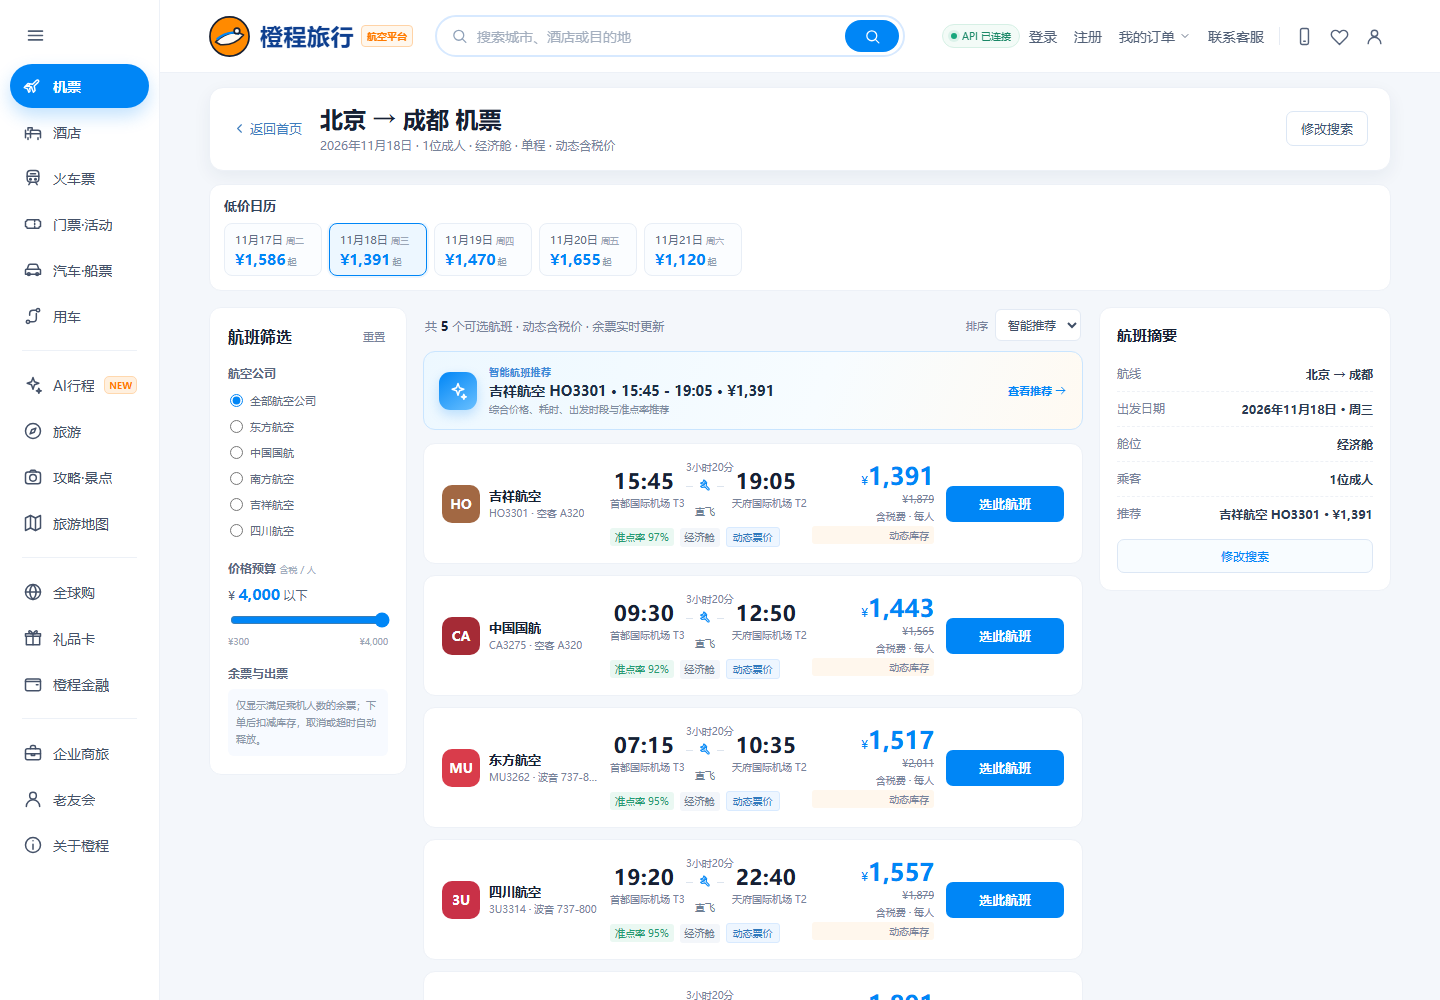 机票
酒店
火车票
门票·活动
汽车·船票
用车
AI行程 NEW
旅游
攻略·景点
旅游地图
全球购
礼品卡
橙程金融
企业商旅
老友会
关于橙程
橙程旅行 航空平台
搜索城市、酒店或目的地
API 已连接 登录 注册 我的订单 联系客服
返回首页
北京 → 成都 机票
2026年11月18日 · 1位成人 · 经济舱 · 单程 · 动态含税价
修改搜索
低价日历
11月17日 周二
¥1,586起
11月18日 周三
¥1,391起
11月19日 周四
¥1,470起
11月20日 周五
¥1,655起
11月21日 周六
¥1,120起
航班筛选 重置
航空公司
全部航空公司
东方航空
中国国航
南方航空
吉祥航空
四川航空
价格预算 含税 / 人
¥ 4,000 以下
¥300 ¥4,000
余票与出票
仅显示满足乘机人数的余票；下
单后扣减库存，取消或超时自动
释放。
共 5 个可选航班 · 动态含税价 · 余票实时更新
排序 智能推荐
智能航班推荐
吉祥航空 HO3301 • 15:45 - 19:05 • ¥1,391
综合价格、耗时、出发时段与准点率推荐
查看推荐 →
HO
吉祥航空
HO3301 · 空客 A320
15:45
首都国际机场 T3
3小时20分
直飞
19:05
天府国际机场 T2
准点率 97% 经济舱 动态票价
¥1,391
¥1,879
含税费 · 每人
动态库存
选此航班
CA
中国国航
CA3275 · 空客 A320
09:30
首都国际机场 T3
3小时20分
直飞
12:50
天府国际机场 T2
准点率 92% 经济舱 动态票价
¥1,443
¥1,565
含税费 · 每人
动态库存
选此航班
MU
东方航空
MU3262 · 波音 737-8...
07:15
首都国际机场 T3
3小时20分
直飞
10:35
天府国际机场 T2
准点率 95% 经济舱 动态票价
¥1,517
¥2,011
含税费 · 每人
动态库存
选此航班
3U
四川航空
3U3314 · 波音 737-800
19:20
首都国际机场 T3
3小时20分
直飞
22:40
天府国际机场 T2
准点率 95% 经济舱 动态票价
¥1,557
¥1,879
含税费 · 每人
动态库存
选此航班
3小时20分
航班摘要
航线 北京 → 成都
出发日期 2026年11月18日 • 周三
舱位 经济舱
乘客 1位成人
推荐 吉祥航空 HO3301 • ¥1,391
修改搜索